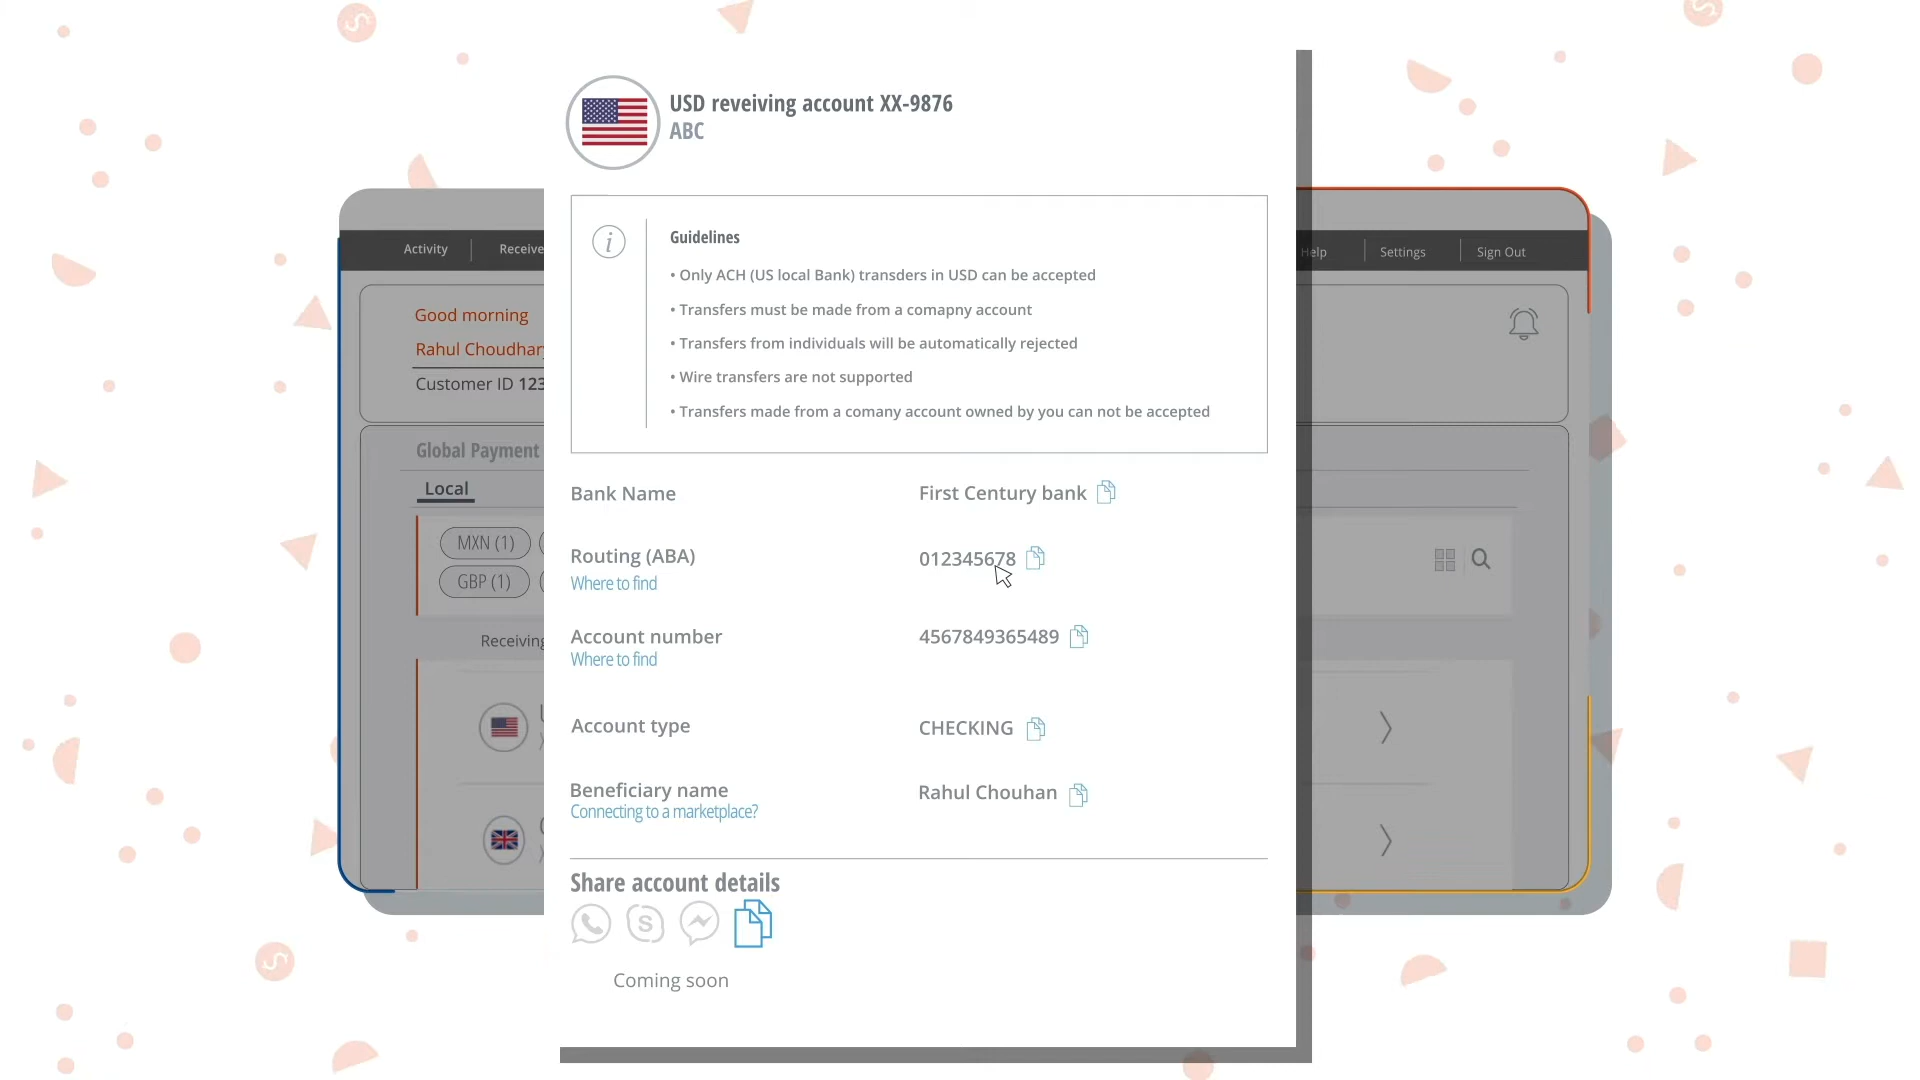 USD reveiving account XX-9876
ABC
Activity
Receive
Help
Settings
Sign Out
Guidelines
• Only ACH (US local Bank) transders in USD can be accepted
• Transfers must be made from a comapny account
• Transfers from individuals will be automatically rejected
• Wire transfers are not supported
• Transfers made from a comany account owned by you can not be accepted
Good morning
Rahul Choudhary
Customer ID 123
Global Payment
Local
MXN (1)
GBP (1)
Receiving
Bank Name
First Century bank
Routing (ABA)
012345678
Where to find
Account number
4567849365489
Where to find
Account type
CHECKING
Beneficiary name
Rahul Chouhan
Connecting to a marketplace?
Share account details
Coming soon